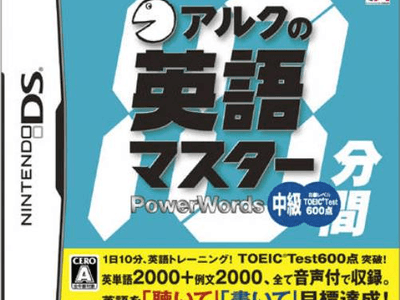 NINTENDO DS
アルクの
10
分間
英語
マスター
PowerWords
中級
TOEIC®Test
600点
CERO
A
1日10分、英語トレーニング！ TOEIC®Test600点 突破！
英単語2000+例文2000、全て音声付で収録。
英語を「聴いて」「書いて」目標達成！